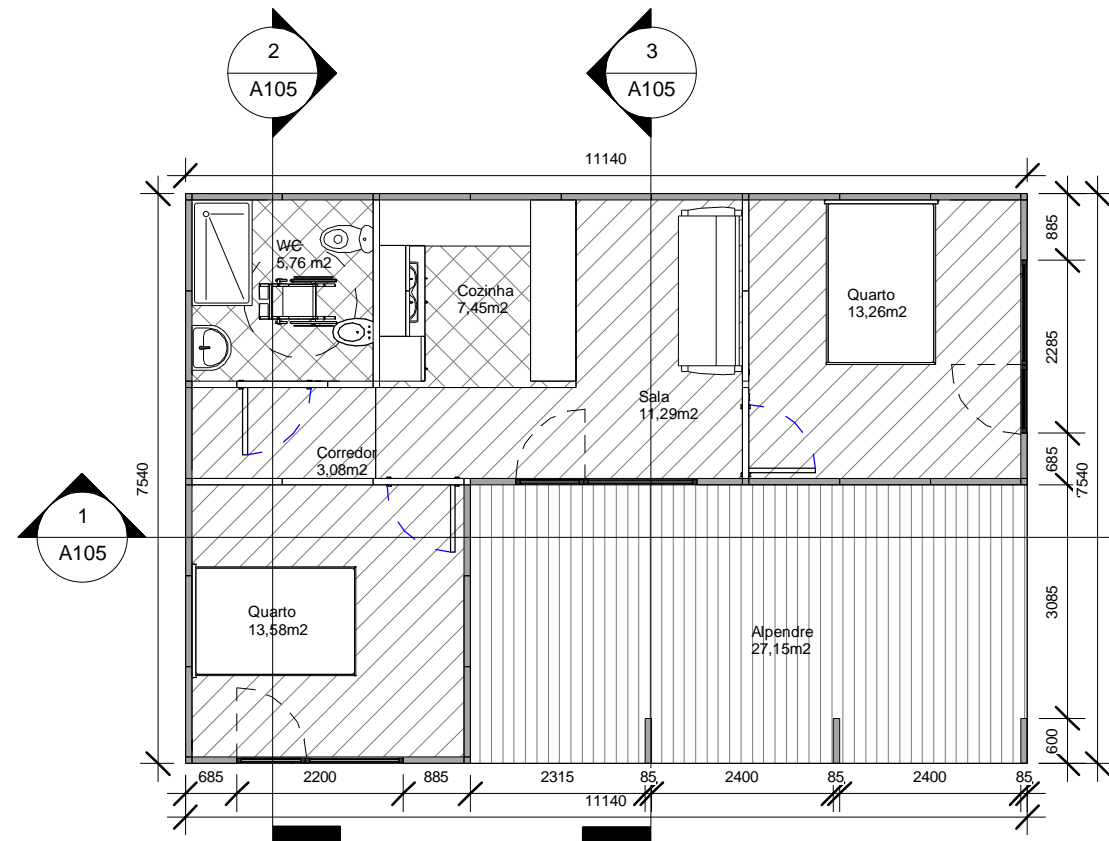 2
A105
3
A105
11140
WC
5,76 m2
Cozinha
7,45m2
Quarto
13,26m2
885
2285
685
Sala
11,29m2
Corredor
3,08m2
7540
7540
1
A105
Quarto
13,58m2
Alpendre
27,15m2
3085
600
685
2200
885
2315
85
2400
85
2400
85
11140